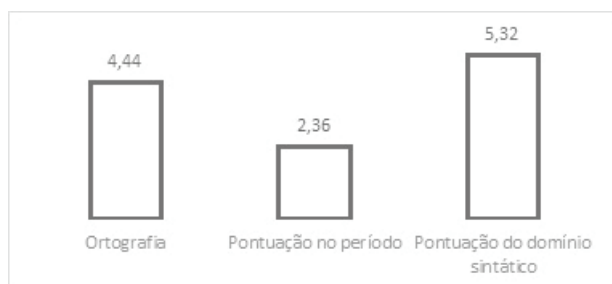 4,44
2,36
5,32
Ortografia
Pontuação no período
Pontuação do domínio
sintático